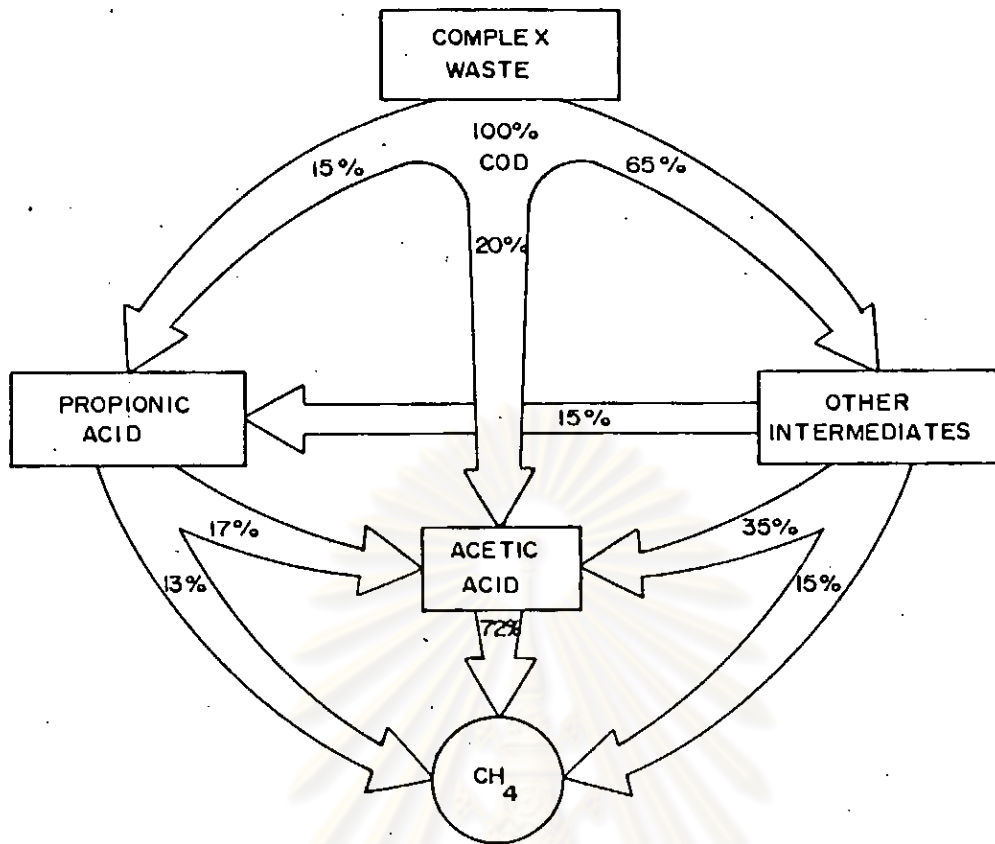 COMPLEX
WASTE
100%
COD
15%
65%
20%
PROPIONIC
ACID
15%
OTHER
INTERMEDIATES
17%
ACETIC
ACID
35%
13%
15%
72%
CH4